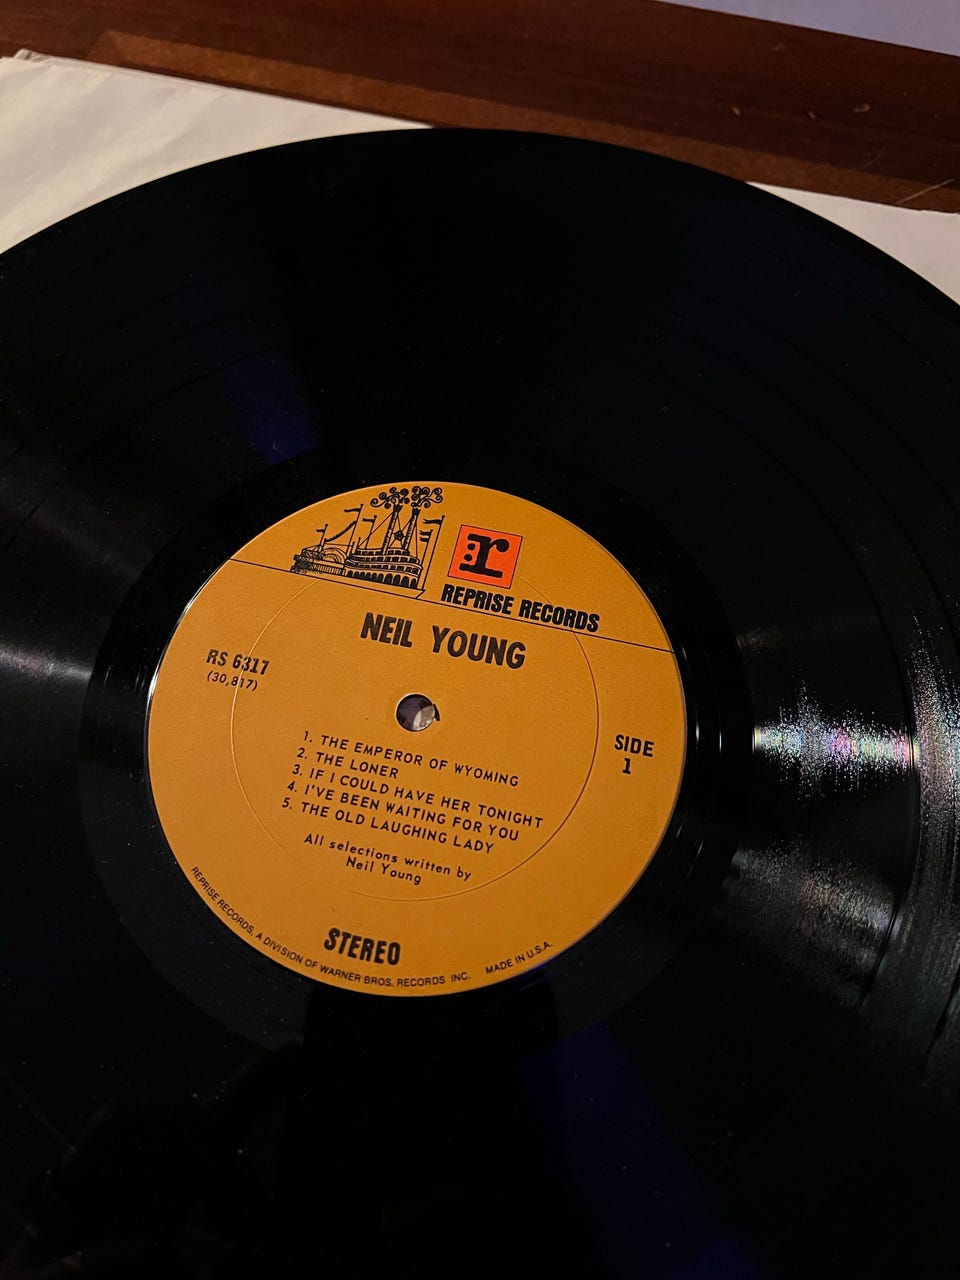 r
REPRISE RECORDS
NEIL YOUNG
RS 6317
(30,817)
SIDE
1
1. THE EMPEROR OF WYOMING
2. THE LONER
3. IF I COULD HAVE HER TONIGHT
4. I'VE BEEN WAITING FOR YOU
5. THE OLD LAUGHING LADY
All selections written by
Neil Young
STEREO
REPRISE RECORDS, A DIVISION OF WARNER BROS. RECORDS INC. MADE IN U.S.A.